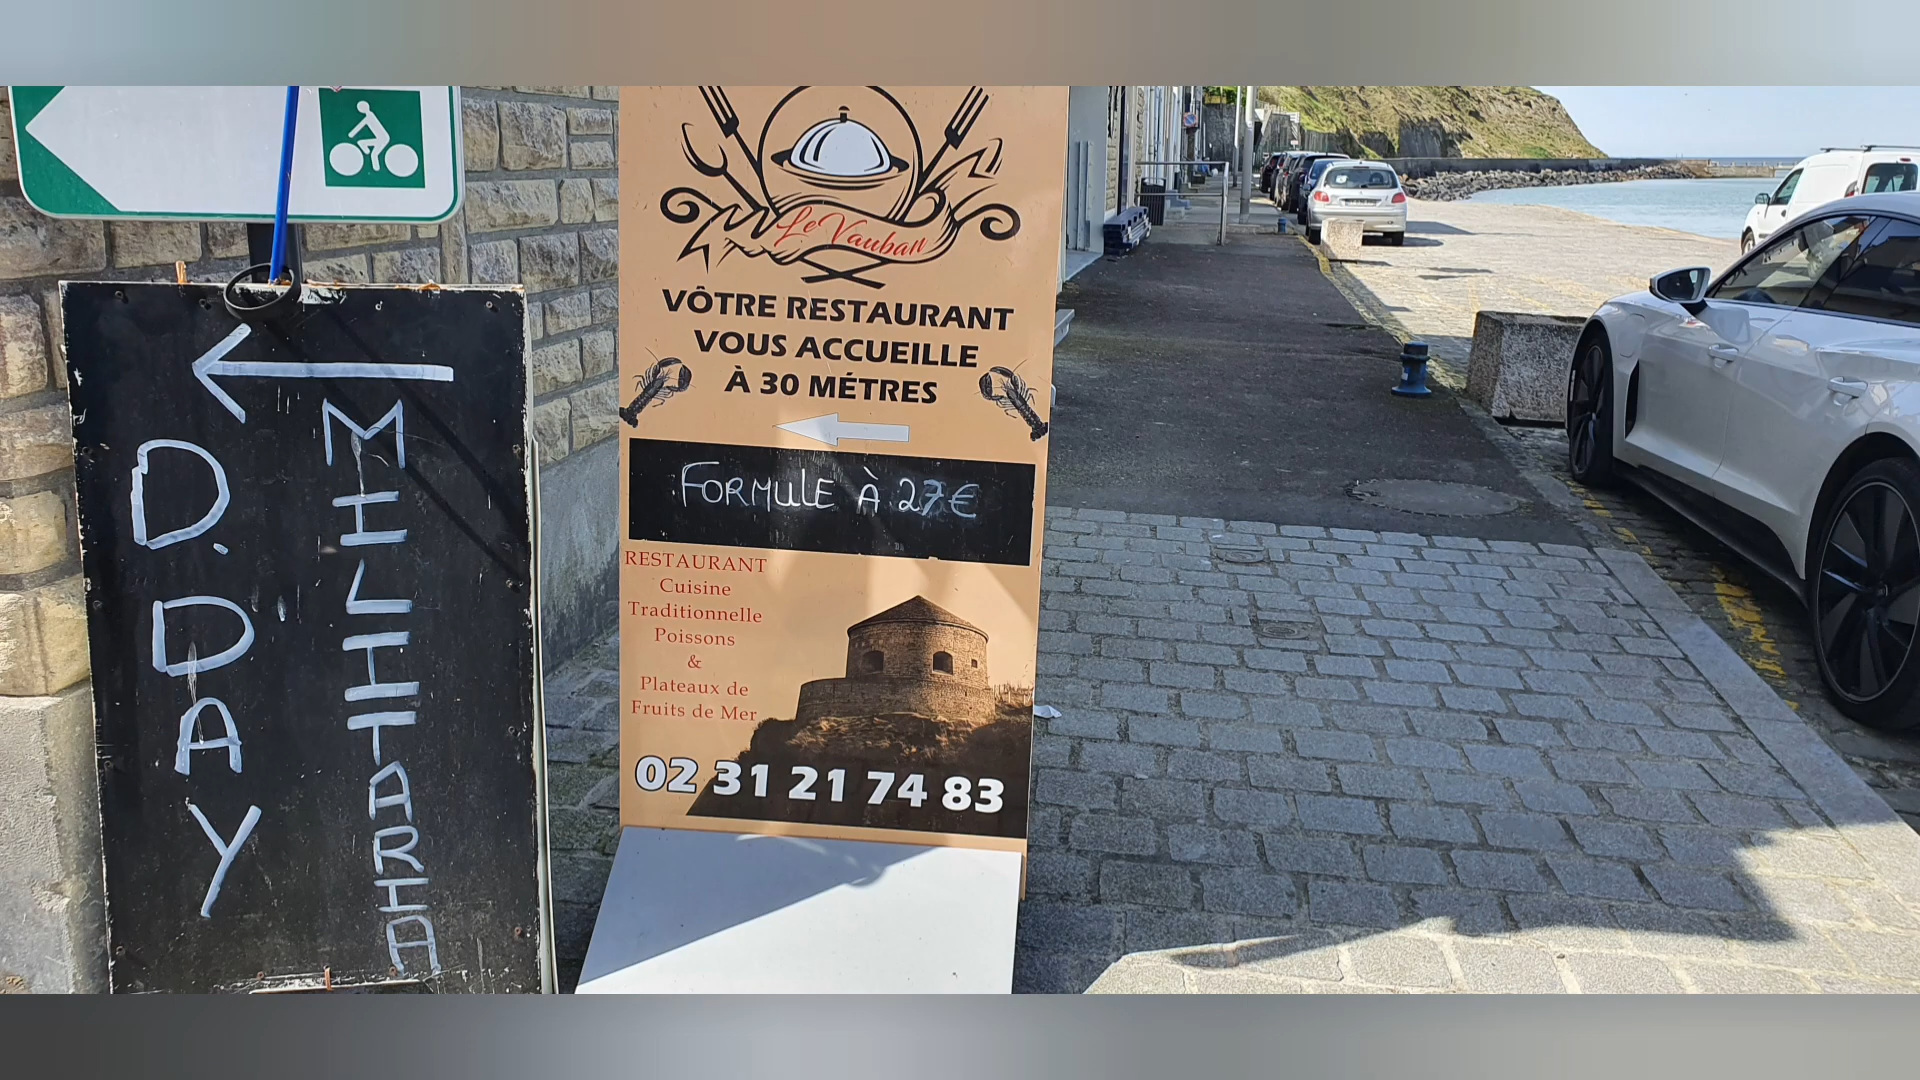 D.DAY
MILITARIA
Le Vauban
VÔTRE RESTAURANT
VOUS ACCUEILLE
À 30 MÉTRES
FORMULE À 27€
RESTAURANT
Cuisine
Traditionnelle
Poissons
&
Plateaux de
Fruits de Mer
02 31 21 74 83